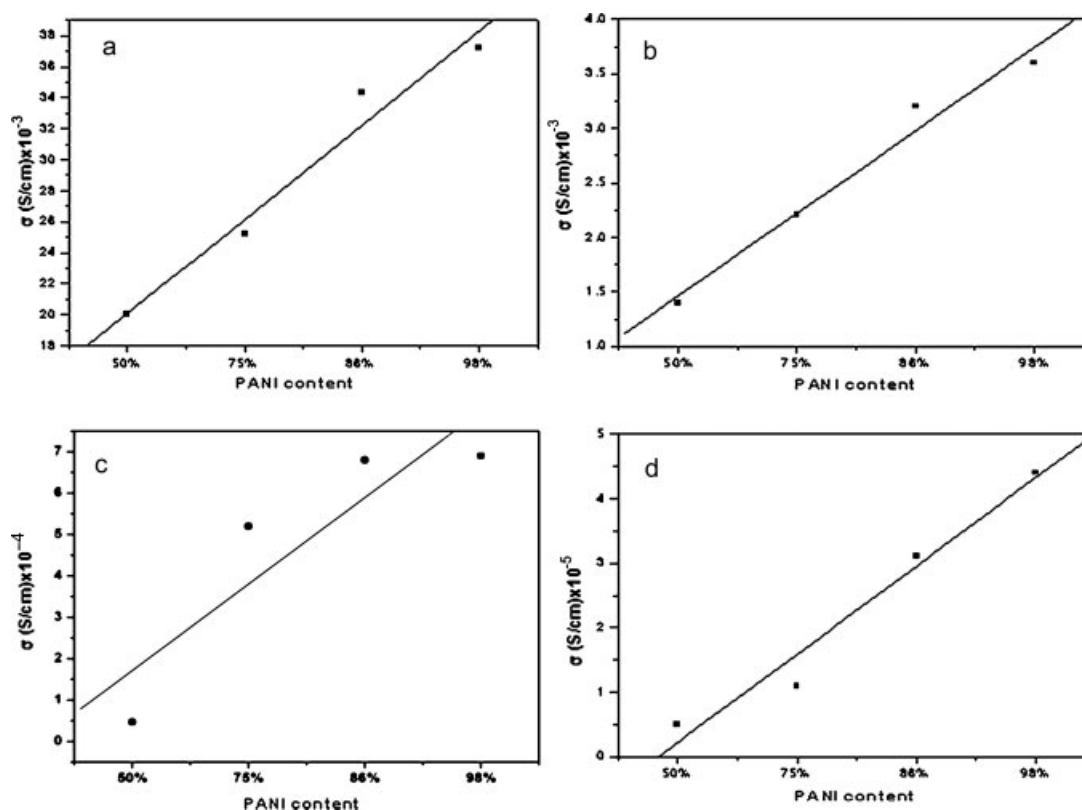 a
σ (S/cm)x10⁻³
38
36
34
32
30
28
26
24
22
20
18
50% 75% 86% 98%
PANI content
b
σ (S/cm)x10⁻³
4.0
3.5
3.0
2.5
2.0
1.5
1.0
50% 75% 86% 98%
PANI content
c
σ (S/cm)x10⁻⁴
7
6
5
4
3
2
1
0
50% 75% 86% 98%
PANI content
d
σ (S/cm)x10⁻⁵
5
4
3
2
1
0
50% 75% 86% 98%
PANI content